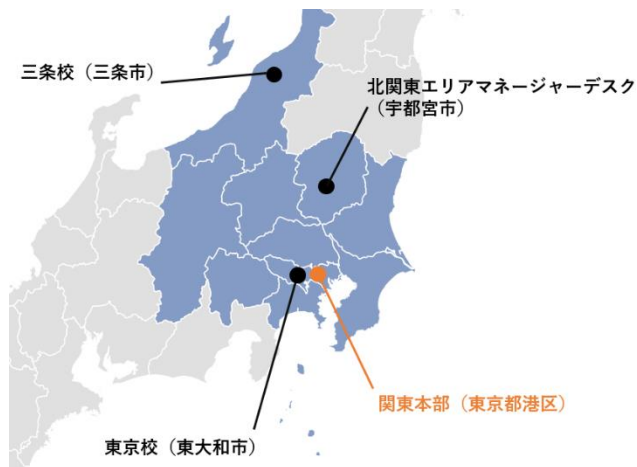 三条校（三条市）
北関東エリアマネージャーデスク
（宇都宮市）
関東本部（東京都港区）
東京校（東大和市）